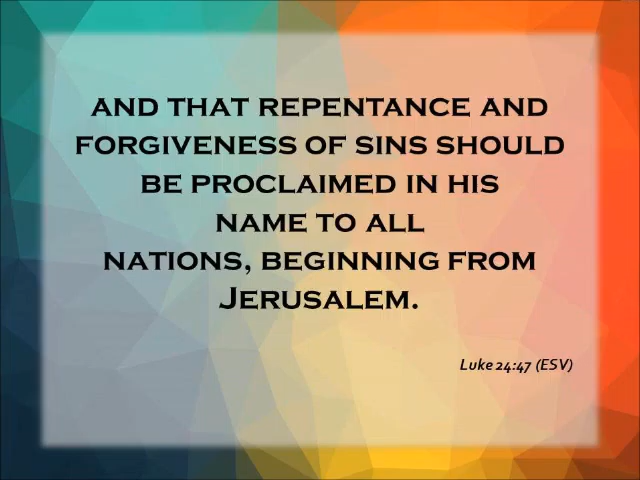 AND THAT REPENTANCE AND
FORGIVENESS OF SINS SHOULD
BE PROCLAIMED IN HIS
NAME TO ALL
NATIONS, BEGINNING FROM
JERUSALEM.
Luke 24:47 (ESV)